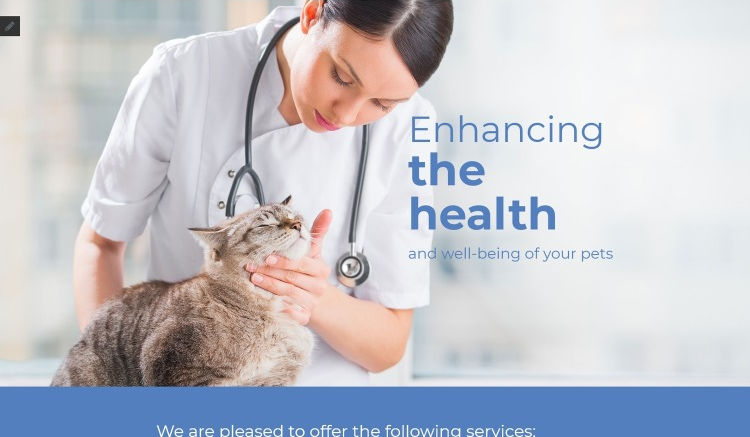 Enhancing
the
health
and well-being of your pets
We are pleased to offer the following services: